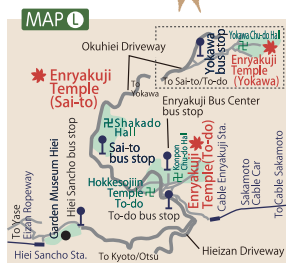 MAP L
Okuhiei Driveway
Yokawa
bus stop
Yokawa Chu-do Hall
Enryakuji
Temple
(Yokawa)
To Sai-to/To-do
To
Yokawa
Enryakuji
Temple
(Sai-to)
Enryakuji Bus Center
bus stop
Shakado
Hall
Sai-to
bus stop
Konpon
Chu-do Hall
Enryakuji
Temple(To-do)
Cable Enryakuji Sta.
Sakamoto
Cable Car
To Cable Sakamoto
Hokkesojiin
Temple
To-do
To-do bus stop
Hiei Sancho bus stop
Garden Museum Hiei
Eizan Ropeway
To Yase
Hiei Sancho Sta.
To Kyoto/Otsu
Hieizan Driveway